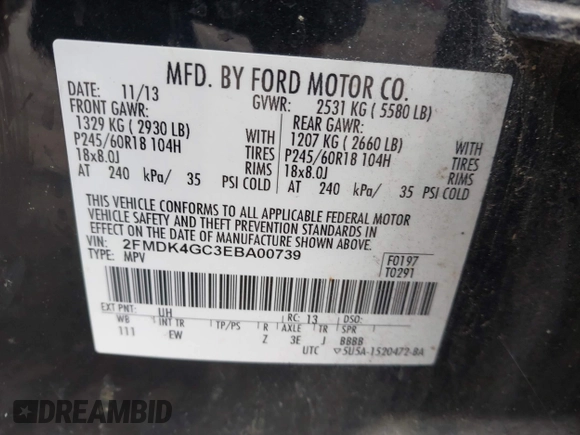 MFD. BY FORD MOTOR CO.
DATE: 11/13 GVWR: 2531 KG ( 5580 LB)
FRONT GAWR: REAR GAWR:
1329 KG ( 2930 LB) WITH 1207 KG ( 2660 LB) WITH
P245/60R18 104H TIRES P245/60R18 104H TIRES
18x8.0J RIMS 18x8.0J RIMS
AT 240 kPa/ 35 PSI COLD AT 240 kPa/ 35 PSI COLD
THIS VEHICLE CONFORMS TO ALL APPLICABLE FEDERAL MOTOR
VEHICLE SAFETY AND THEFT PREVENTION STANDARDS IN
EFFECT ON THE DATE OF MANUFACTURE SHOWN ABOVE.
VIN: 2FMDK4GC3EBA00739 F0197
TYPE: MPV T0291
EXT PNT: UH RC: 13 DSO:
WB INT TR TP/PS R AXLE TR SPR
111 EW Z 3E J BBBB
UTC 5U5A-1520472-BA
DREAMBID